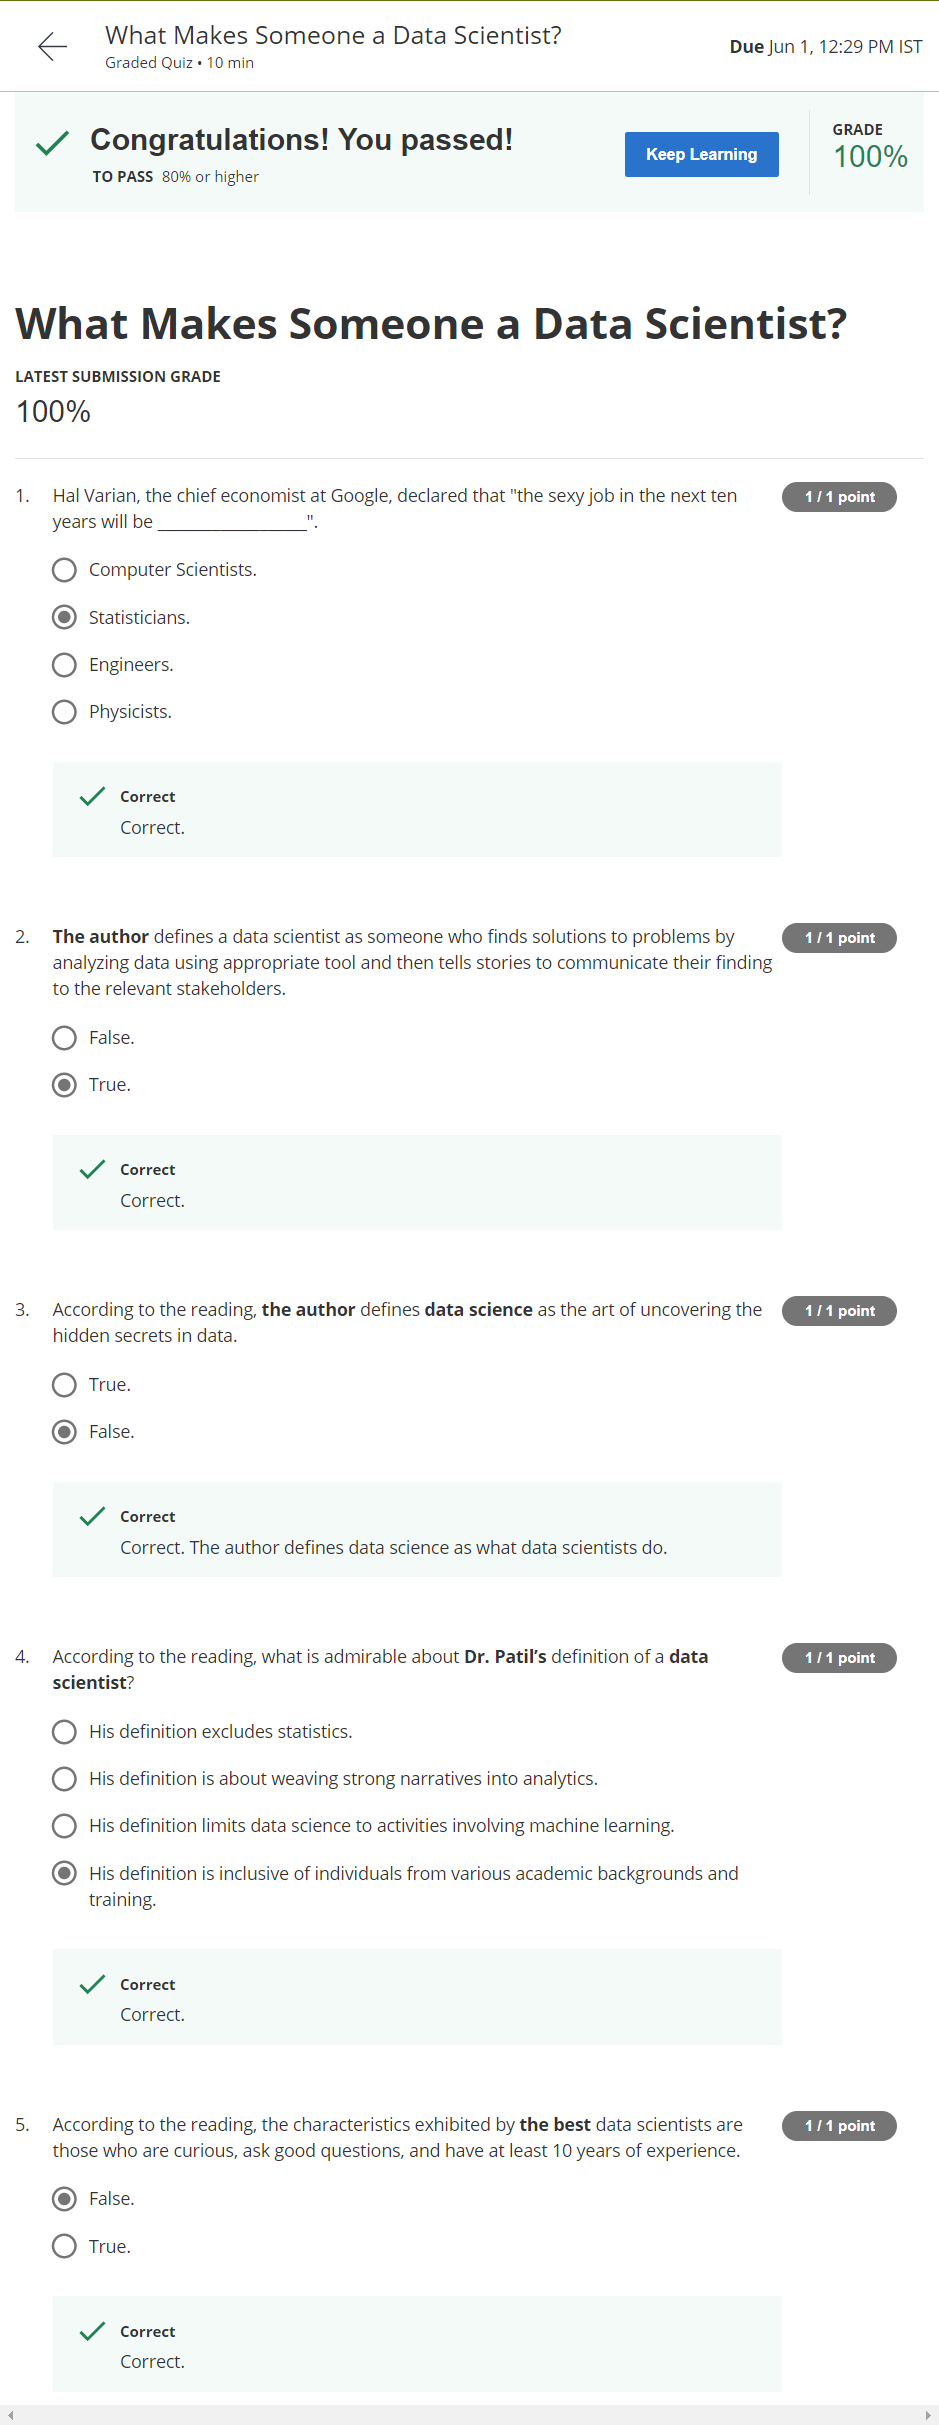 What Makes Someone a Data Scientist?
Graded Quiz • 10 min
Due Jun 1, 12:29 PM IST
Congratulations! You passed!
TO PASS 80% or higher
Keep Learning
GRADE
100%
What Makes Someone a Data Scientist?
LATEST SUBMISSION GRADE
100%
1. Hal Varian, the chief economist at Google, declared that "the sexy job in the next ten
years will be _________________".
1 / 1 point
Computer Scientists.
Statisticians.
Engineers.
Physicists.
Correct
Correct.
2. The author defines a data scientist as someone who finds solutions to problems by
analyzing data using appropriate tool and then tells stories to communicate their finding
to the relevant stakeholders.
1 / 1 point
False.
True.
Correct
Correct.
3. According to the reading, the author defines data science as the art of uncovering the
hidden secrets in data.
1 / 1 point
True.
False.
Correct
Correct. The author defines data science as what data scientists do.
4. According to the reading, what is admirable about Dr. Patil’s definition of a data
scientist?
1 / 1 point
His definition excludes statistics.
His definition is about weaving strong narratives into analytics.
His definition limits data science to activities involving machine learning.
His definition is inclusive of individuals from various academic backgrounds and
training.
Correct
Correct.
5. According to the reading, the characteristics exhibited by the best data scientists are
those who are curious, ask good questions, and have at least 10 years of experience.
1 / 1 point
False.
True.
Correct
Correct.